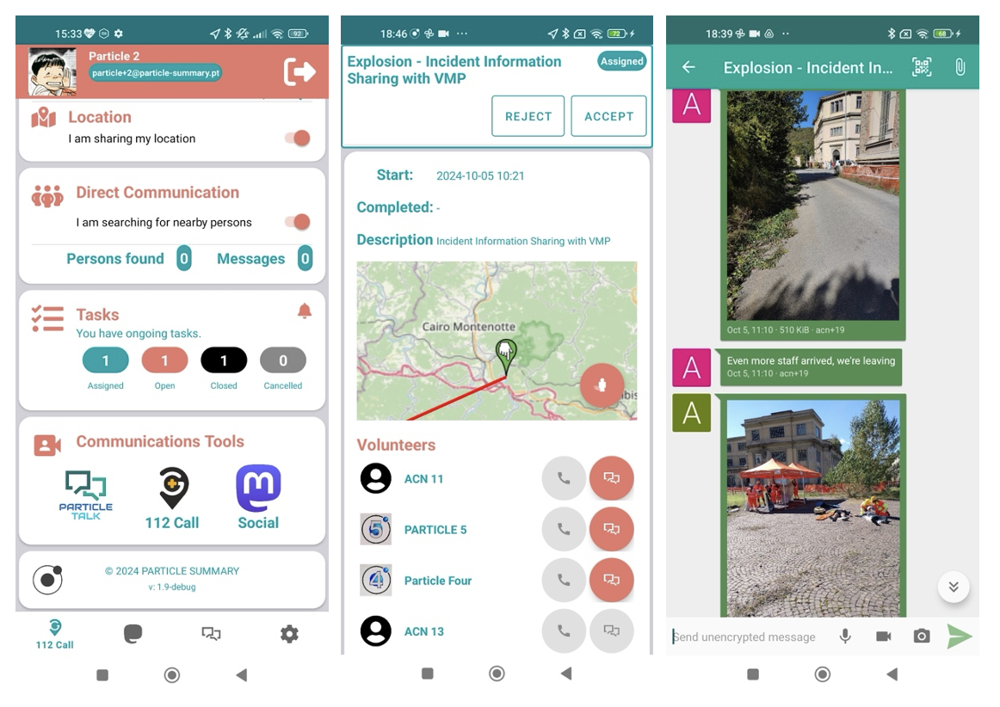 15:33
92
Particle 2
particle+2@particle-summary.pt
Location
I am sharing my location
Direct Communication
I am searching for nearby persons
Persons found 0 Messages 0
Tasks
You have ongoing tasks.
1 1 1 0
Assigned Open Closed Cancelled
Communications Tools
PARTICLE
TALK
112 Call
Social
© 2024 PARTICLE SUMMARY
v: 1.9-debug
112 Call
18:46 ...
72
Explosion - Incident Information
Sharing with VMP
Assigned
REJECT ACCEPT
Start: 2024-10-05 10:21
Completed: -
Description Incident Information Sharing with VMP
Cairo Montenotte
Volunteers
ACN 11
5 PARTICLE 5
4 Particle Four
ACN 13
18:39 ..
68
Explosion - Incident In...
A
Oct 5, 11:10 · 510 KiB · acn+19
A
Even more staff arrived, we're leaving
Oct 5, 11:10 · acn+19
A
Send unencrypted message